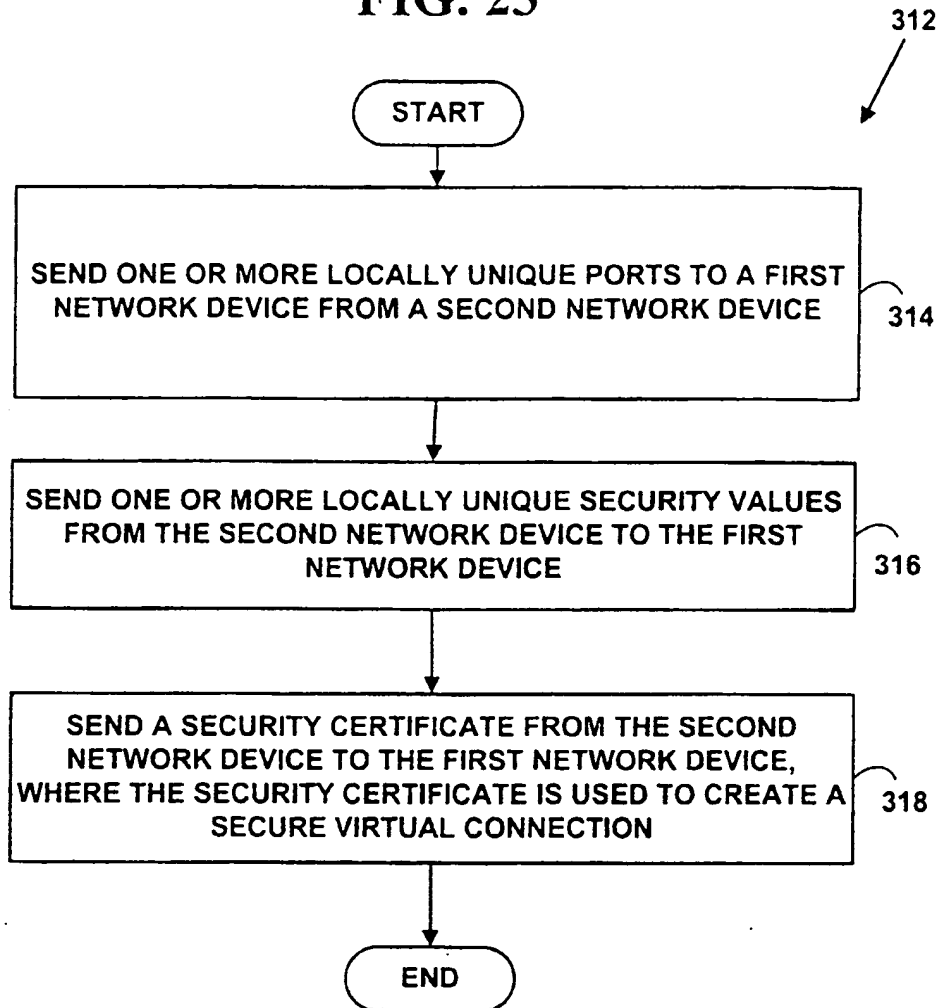 FIG. 23
312
START
SEND ONE OR MORE LOCALLY UNIQUE PORTS TO A FIRST
NETWORK DEVICE FROM A SECOND NETWORK DEVICE
314
SEND ONE OR MORE LOCALLY UNIQUE SECURITY VALUES
FROM THE SECOND NETWORK DEVICE TO THE FIRST
NETWORK DEVICE
316
SEND A SECURITY CERTIFICATE FROM THE SECOND
NETWORK DEVICE TO THE FIRST NETWORK DEVICE,
WHERE THE SECURITY CERTIFICATE IS USED TO CREATE A
SECURE VIRTUAL CONNECTION
318
END